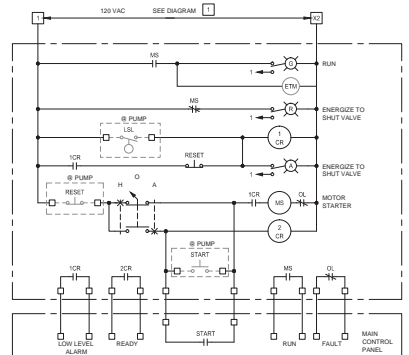 1 120 VAC SEE DIAGRAM 1 X2
MS G RUN
1
ETM
MS R ENERGIZE TO
SHUT VALVE
1
@ PUMP
LSL
1
CR
1CR RESET A ENERGIZE TO
SHUT VALVE
1
@ PUMP
RESET
H O A
1CR MS OL MOTOR
STARTER
2
CR
@ PUMP
START
1CR 2CR MS OL
START
LOW LEVEL
ALARM
READY RUN FAULT
MAIN
CONTROL
PANEL